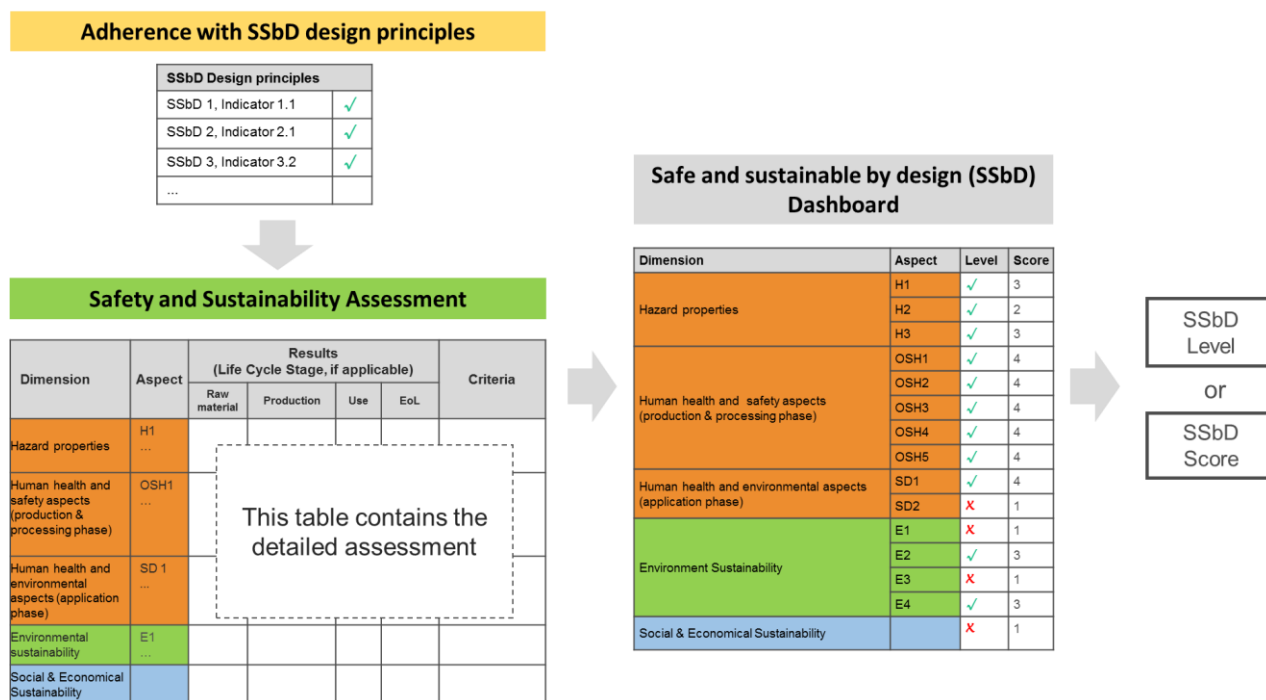 Adherence with SSbD design principles
SSbD Design principles
SSbD 1, Indicator 1.1 √
SSbD 2, Indicator 2.1 √
SSbD 3, Indicator 3.2 √
...
Safety and Sustainability Assessment
Dimension
Aspect
Results
(Life Cycle Stage, if applicable)
Criteria
Raw
material
Production
Use
EoL
Hazard properties
H1
...
Human health and
safety aspects
(production &
processing phase)
OSH1
...
Human health and
environmental
aspects (application
phase)
SD 1
...
Environmental
sustainability
E1
...
Social & Economical
Sustainability
This table contains the
detailed assessment
Safe and sustainable by design (SSbD)
Dashboard
Dimension Aspect Level Score
Hazard properties
H1 √ 3
H2 √ 2
H3 √ 3
Human health and safety aspects
(production & processing phase)
OSH1 √ 4
OSH2 √ 4
OSH3 √ 4
OSH4 √ 4
OSH5 √ 4
Human health and environmental aspects
(application phase)
SD1 √ 4
SD2 x 1
Environment Sustainability
E1 x 1
E2 √ 3
E3 x 1
E4 √ 3
Social & Economical Sustainability x 1
SSbD
Level
or
SSbD
Score